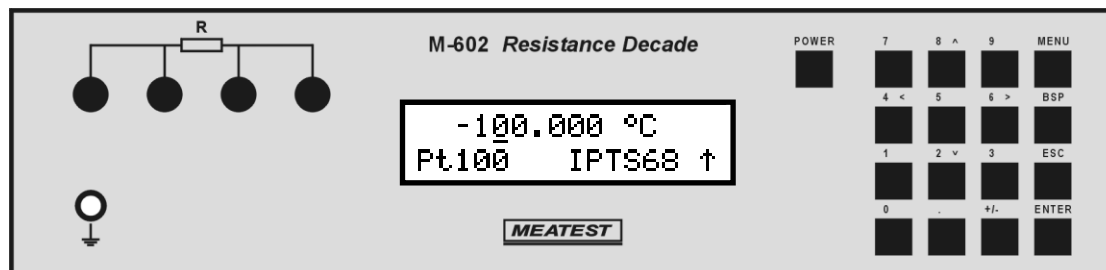 R
M-602 Resistance Decade
-100.000 °C
Pt100 IPTS68 ↑
MEATEST
POWER
7 8 ^ 9 MENU
4 < 5 6 > BSP
1 2 ˅ 3 ESC
0 . +/- ENTER